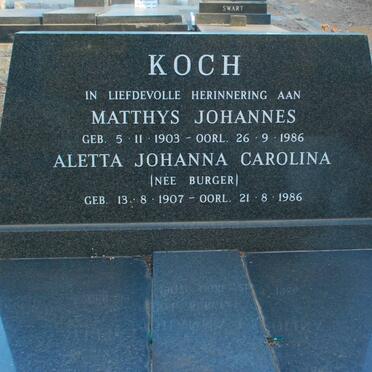 SWART
KOCH
IN LIEFDEVOLLE HERINNERING AAN
MATTHYS JOHANNES
GEB. 5·11·1903 – OORL. 26·9·1986
ALETTA JOHANNA CAROLINA
(NÉE BURGER)
GEB. 13·8·1907 – OORL. 21·8·1986